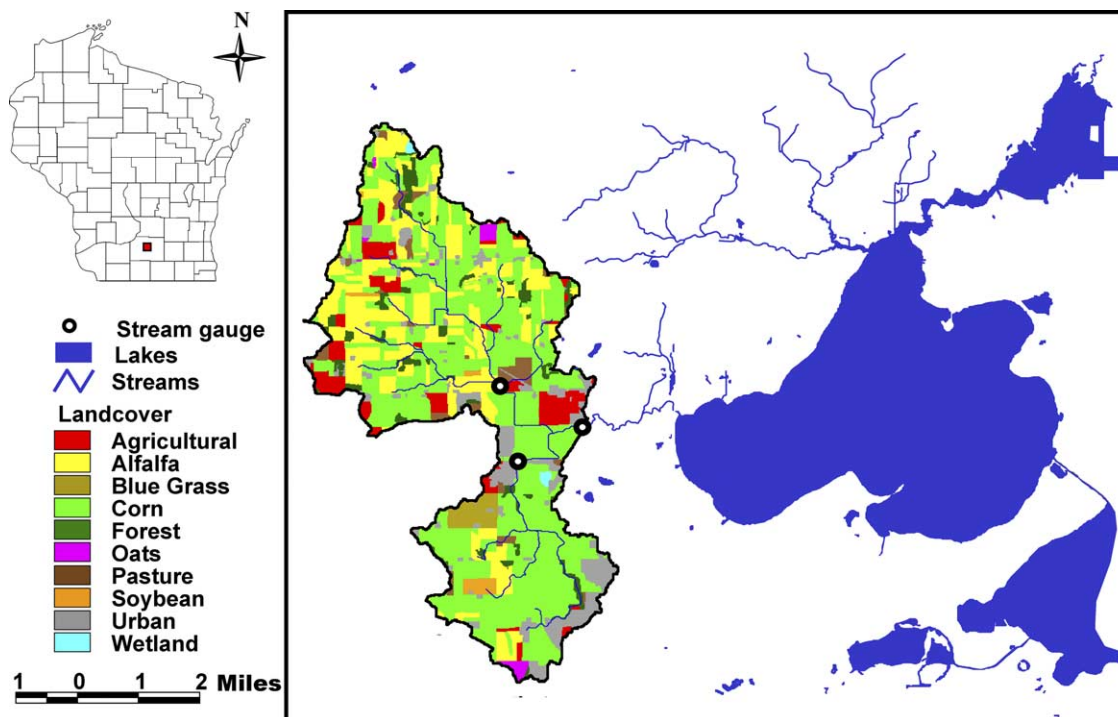 N
Stream gauge
Lakes
Streams
Landcover
Agricultural
Alfalfa
Blue Grass
Corn
Forest
Oats
Pasture
Soybean
Urban
Wetland
1 0 1 2 Miles